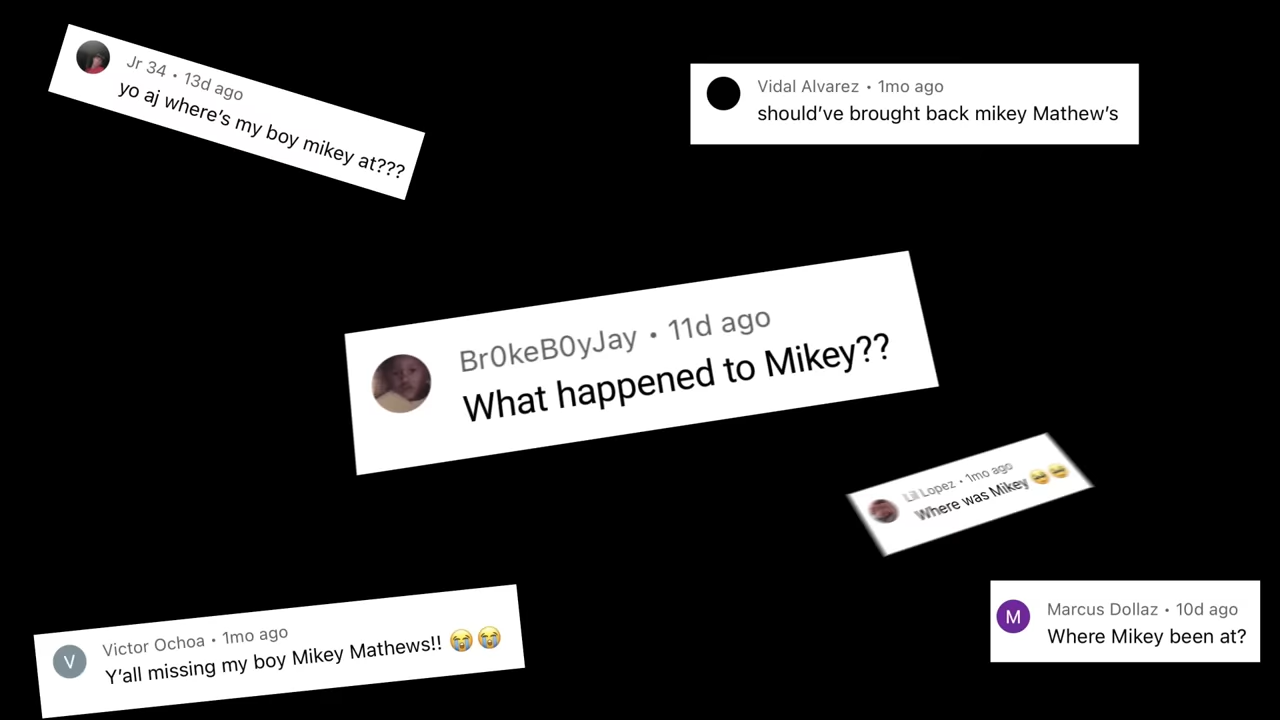 Jr 34 • 13d ago
yo aj where's my boy mikey at???
Vidal Alvarez • 1mo ago
should've brought back mikey Mathew's
Br0keB0yJay • 11d ago
What happened to Mikey??
Lil Lopez • 1mo ago
Where was Mikey 😂😂
Marcus Dollaz • 10d ago
M
Where Mikey been at?
Victor Ochoa • 1mo ago
V
Y'all missing my boy Mikey Mathews!! 😭😭